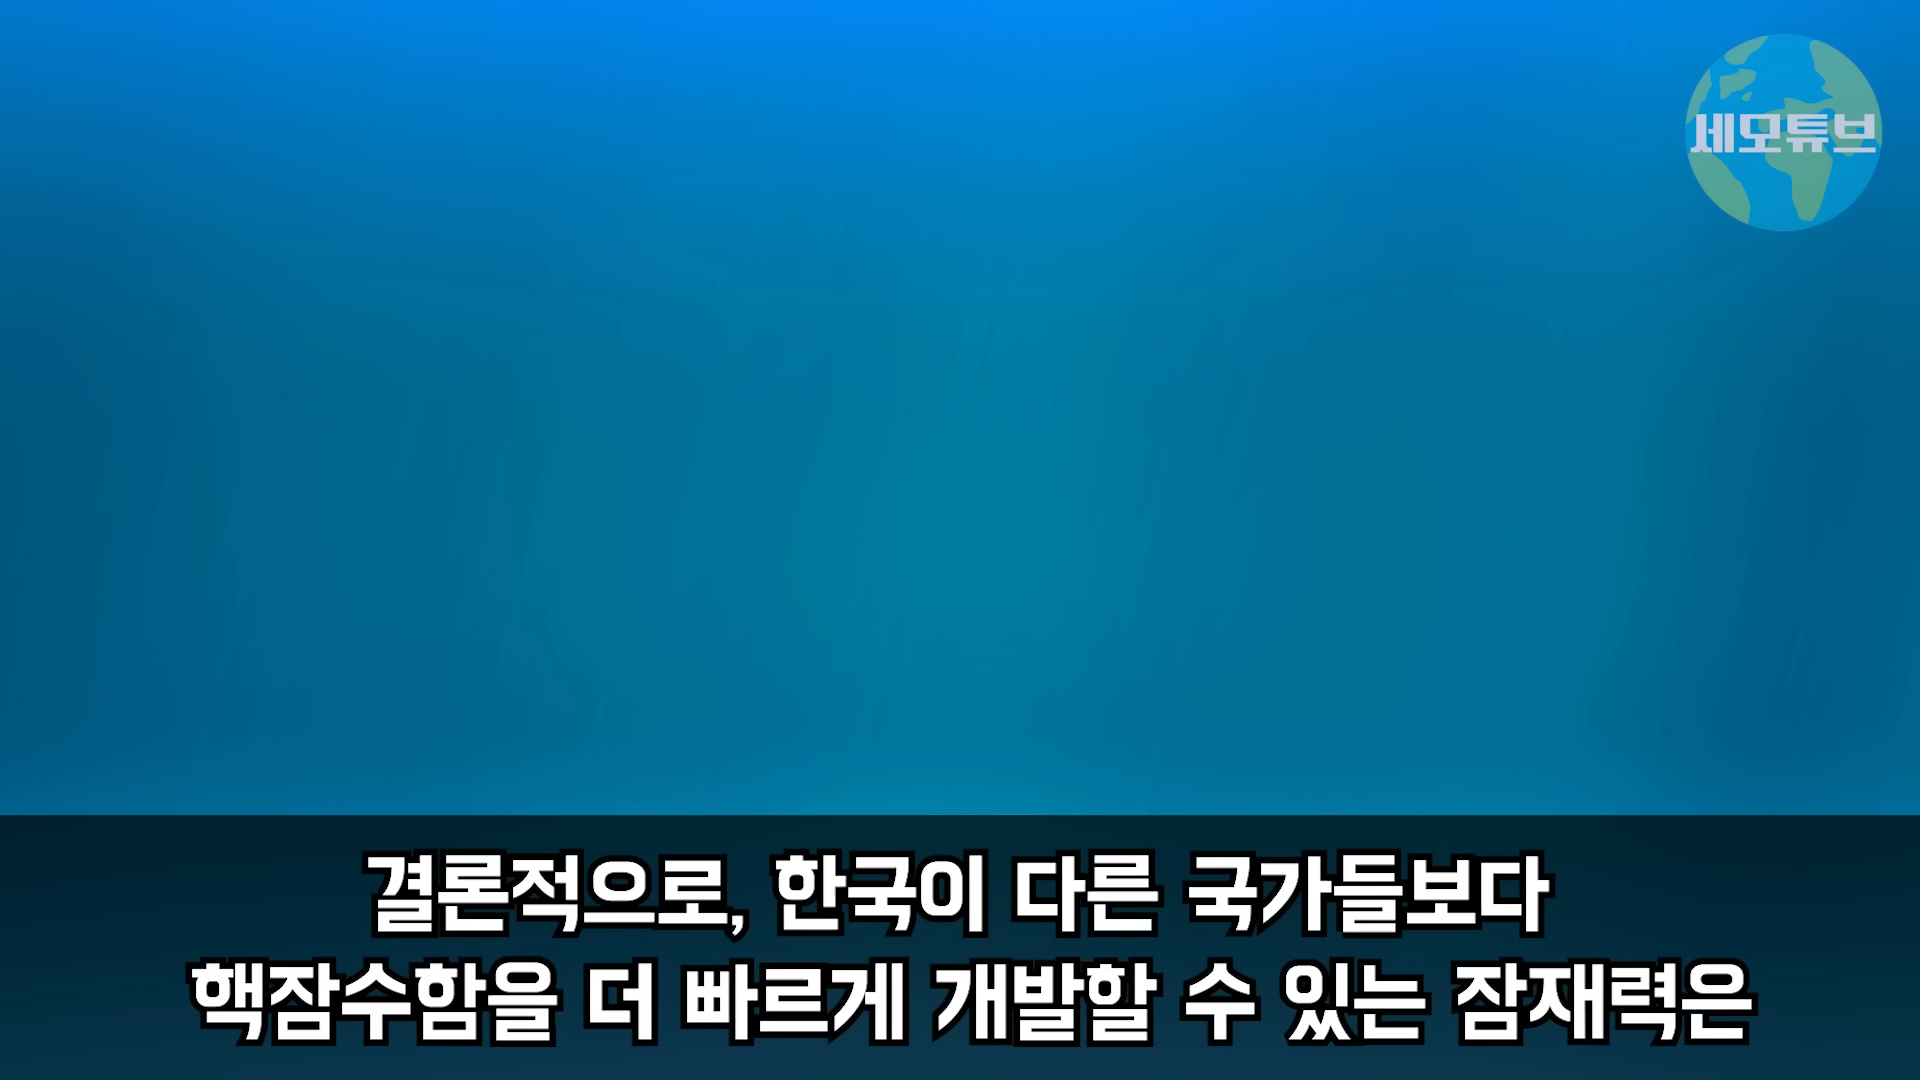 세모튜브
결론적으로, 한국이 다른 국가들보다
핵잠수함을 더 빠르게 개발할 수 있는 잠재력은